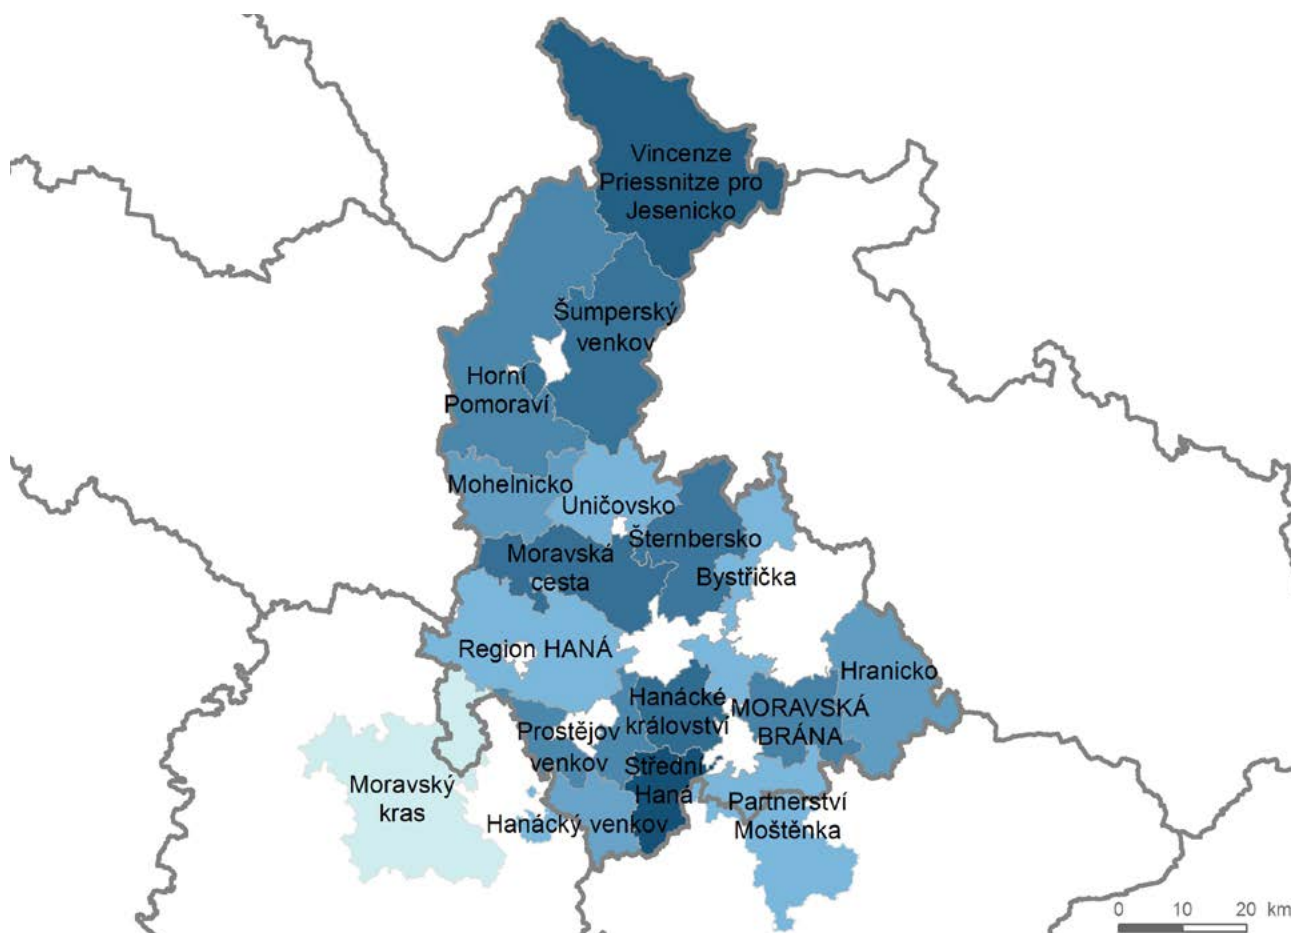 Vincenze
Priessnitze pro
Jesenicko
Šumperský
venkov
Horní
Pomoraví
Mohelnicko
Uničovsko
Šternbersko
Moravská
cesta
Bystřička
Region HANÁ
Hranicko
Hanácké
království
MORAVSKÁ
BRÁNA
Prostějov
venkov
Střední
Haná
Moravský
kras
Partnerství
Moštěnka
Hanácký venkov
0 10 20 km